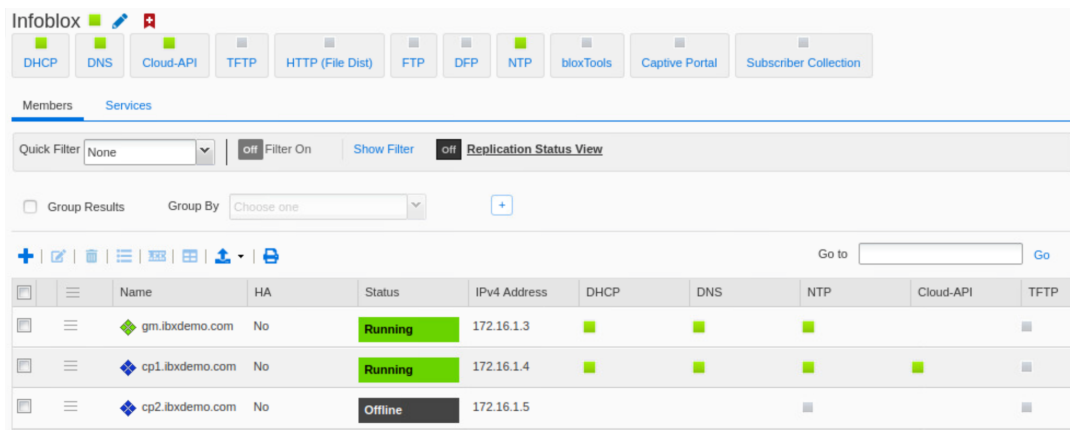 Infoblox
DHCP DNS Cloud-API TFTP HTTP (File Dist) FTP DFP NTP bloxTools Captive Portal Subscriber Collection
Members Services
Quick Filter None Off Filter On Show Filter Off Replication Status View
Group Results Group By Choose one +
Go to Go
Name HA Status IPv4 Address DHCP DNS NTP Cloud-API TFTP
gm.ibxdemo.com No Running 172.16.1.3
cp1.ibxdemo.com No Running 172.16.1.4
cp2.ibxdemo.com No Offline 172.16.1.5